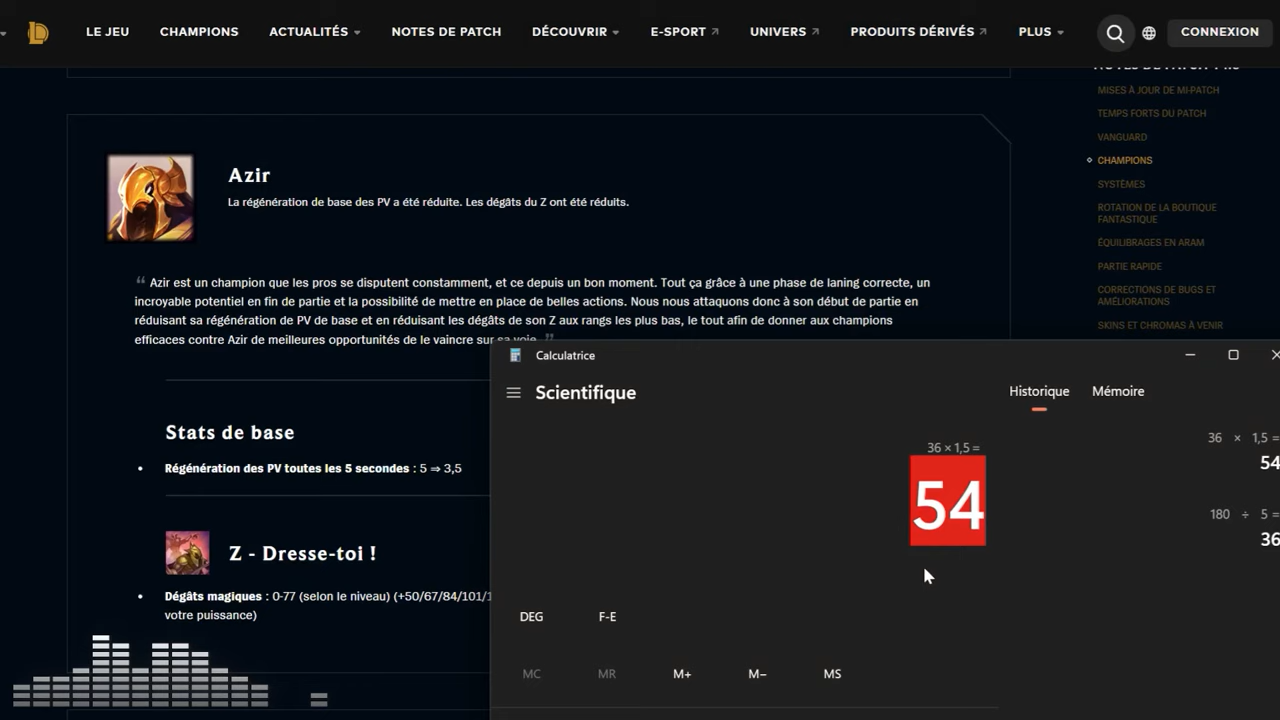 LE JEU CHAMPIONS ACTUALITÉS NOTES DE PATCH DÉCOUVRIR E-SPORT UNIVERS PRODUITS DÉRIVÉS PLUS CONNEXION
MISES À JOUR DE MI-PATCH
TEMPS FORTS DU PATCH
VANGUARD
CHAMPIONS
SYSTÈMES
ROTATION DE LA BOUTIQUE
FANTASTIQUE
ÉQUILIBRAGES EN ARAM
PARTIE RAPIDE
CORRECTIONS DE BUGS ET
AMÉLIORATIONS
SKINS ET CHROMAS À VENIR
Azir
La régénération de base des PV a été réduite. Les dégâts du Z ont été réduits.
“ Azir est un champion que les pros se disputent constamment, et ce depuis un bon moment. Tout ça grâce à une phase de laning correcte, un
incroyable potentiel en fin de partie et la possibilité de mettre en place de belles actions. Nous nous attaquons donc à son début de partie en
réduisant sa régénération de PV de base et en réduisant les dégâts de son Z aux rangs les plus bas, le tout afin de donner aux champions
efficaces contre Azir de meilleures opportunités de le vaincre sur sa voie. ”
Stats de base
• Régénération des PV toutes les 5 secondes : 5 ⇒ 3,5
Z - Dresse-toi !
• Dégâts magiques : 0-77 (selon le niveau) (+50/67/84/101/1
votre puissance)
Calculatrice
Scientifique
Historique Mémoire
36 × 1,5 =
54
36 × 1,5 =
54
180 ÷ 5 =
36
DEG F-E
MC MR M+ M− MS